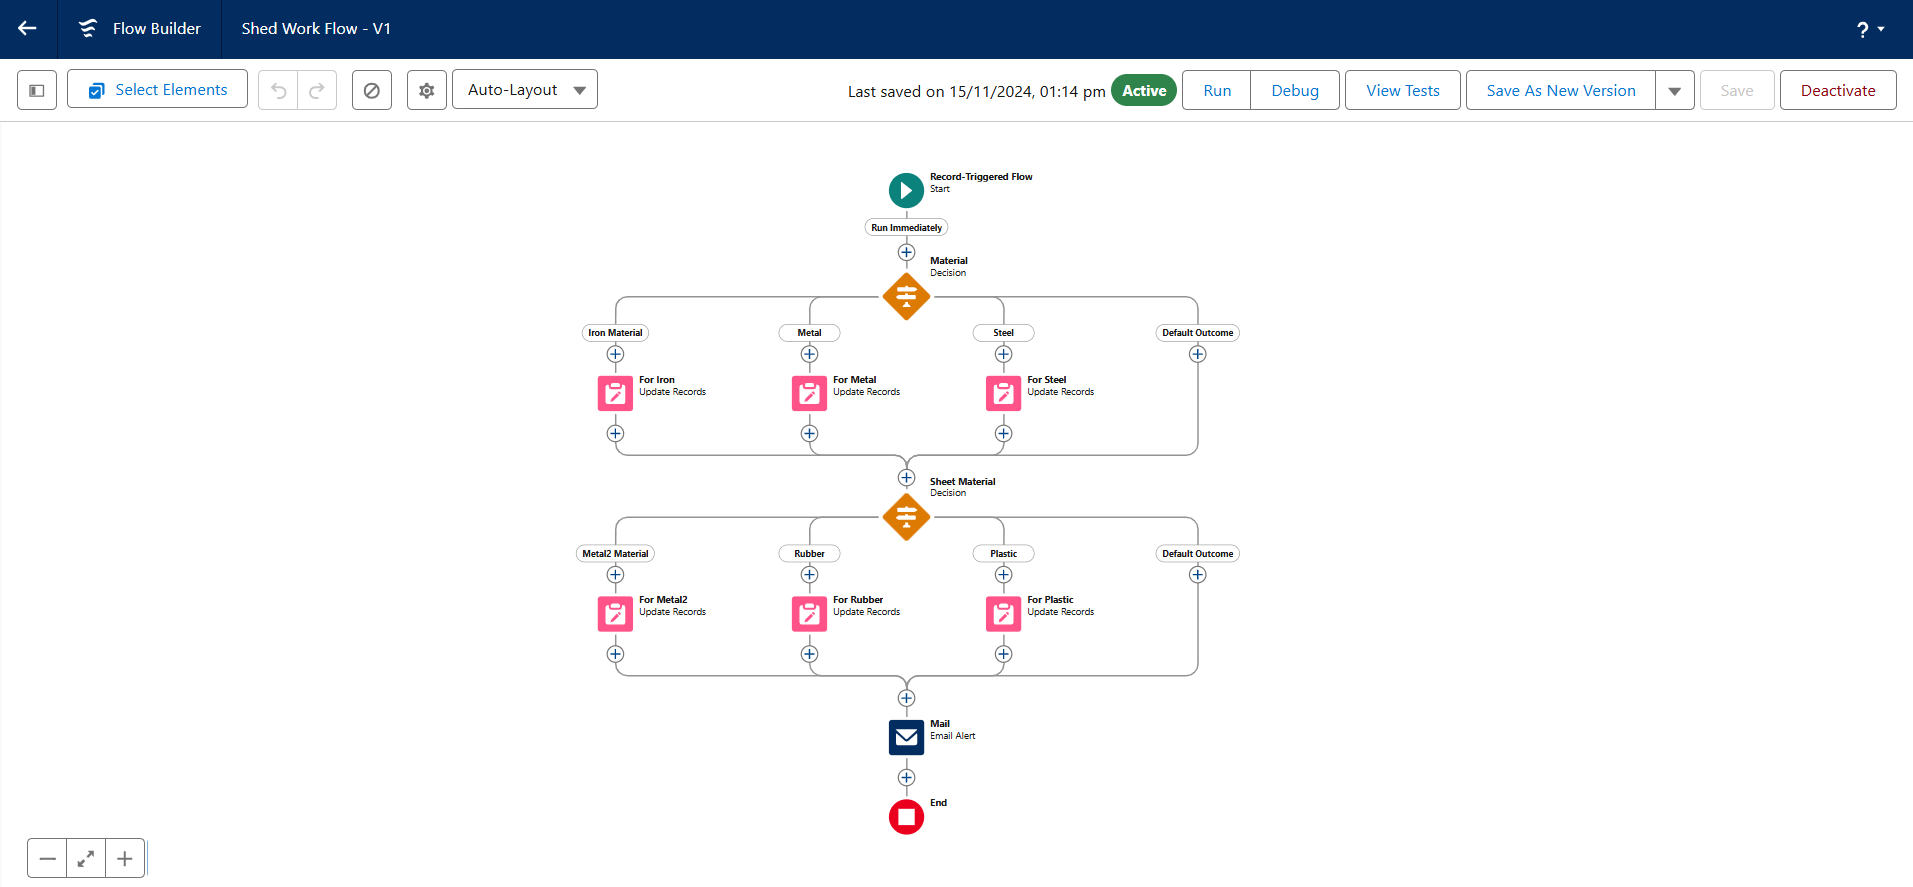 Flow Builder
Shed Work Flow - V1
?
Select Elements
Auto-Layout
Last saved on 15/11/2024, 01:14 pm
Active
Run
Debug
View Tests
Save As New Version
Save
Deactivate
Record-Triggered Flow
Start
Run Immediately
Material
Decision
Iron Material
Metal
Steel
Default Outcome
For Iron
Update Records
For Metal
Update Records
For Steel
Update Records
Sheet Material
Decision
Metal2 Material
Rubber
Plastic
Default Outcome
For Metal2
Update Records
For Rubber
Update Records
For Plastic
Update Records
Mail
Email Alert
End